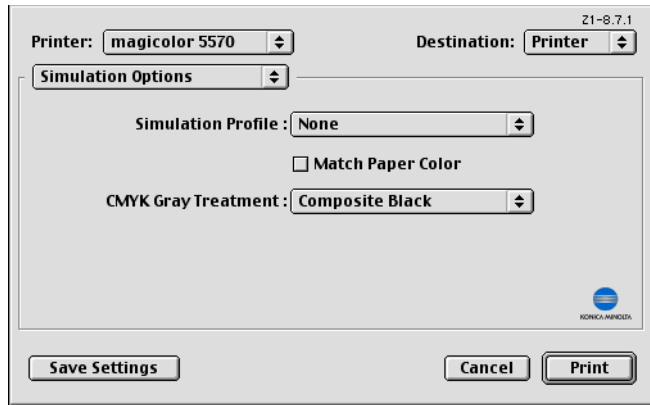 Z1-8.7.1
Printer: magicolor 5570 Destination: Printer
Simulation Options
Simulation Profile : None
Match Paper Color
CMYK Gray Treatment : Composite Black
KONICA MINOLTA
Save Settings Cancel Print